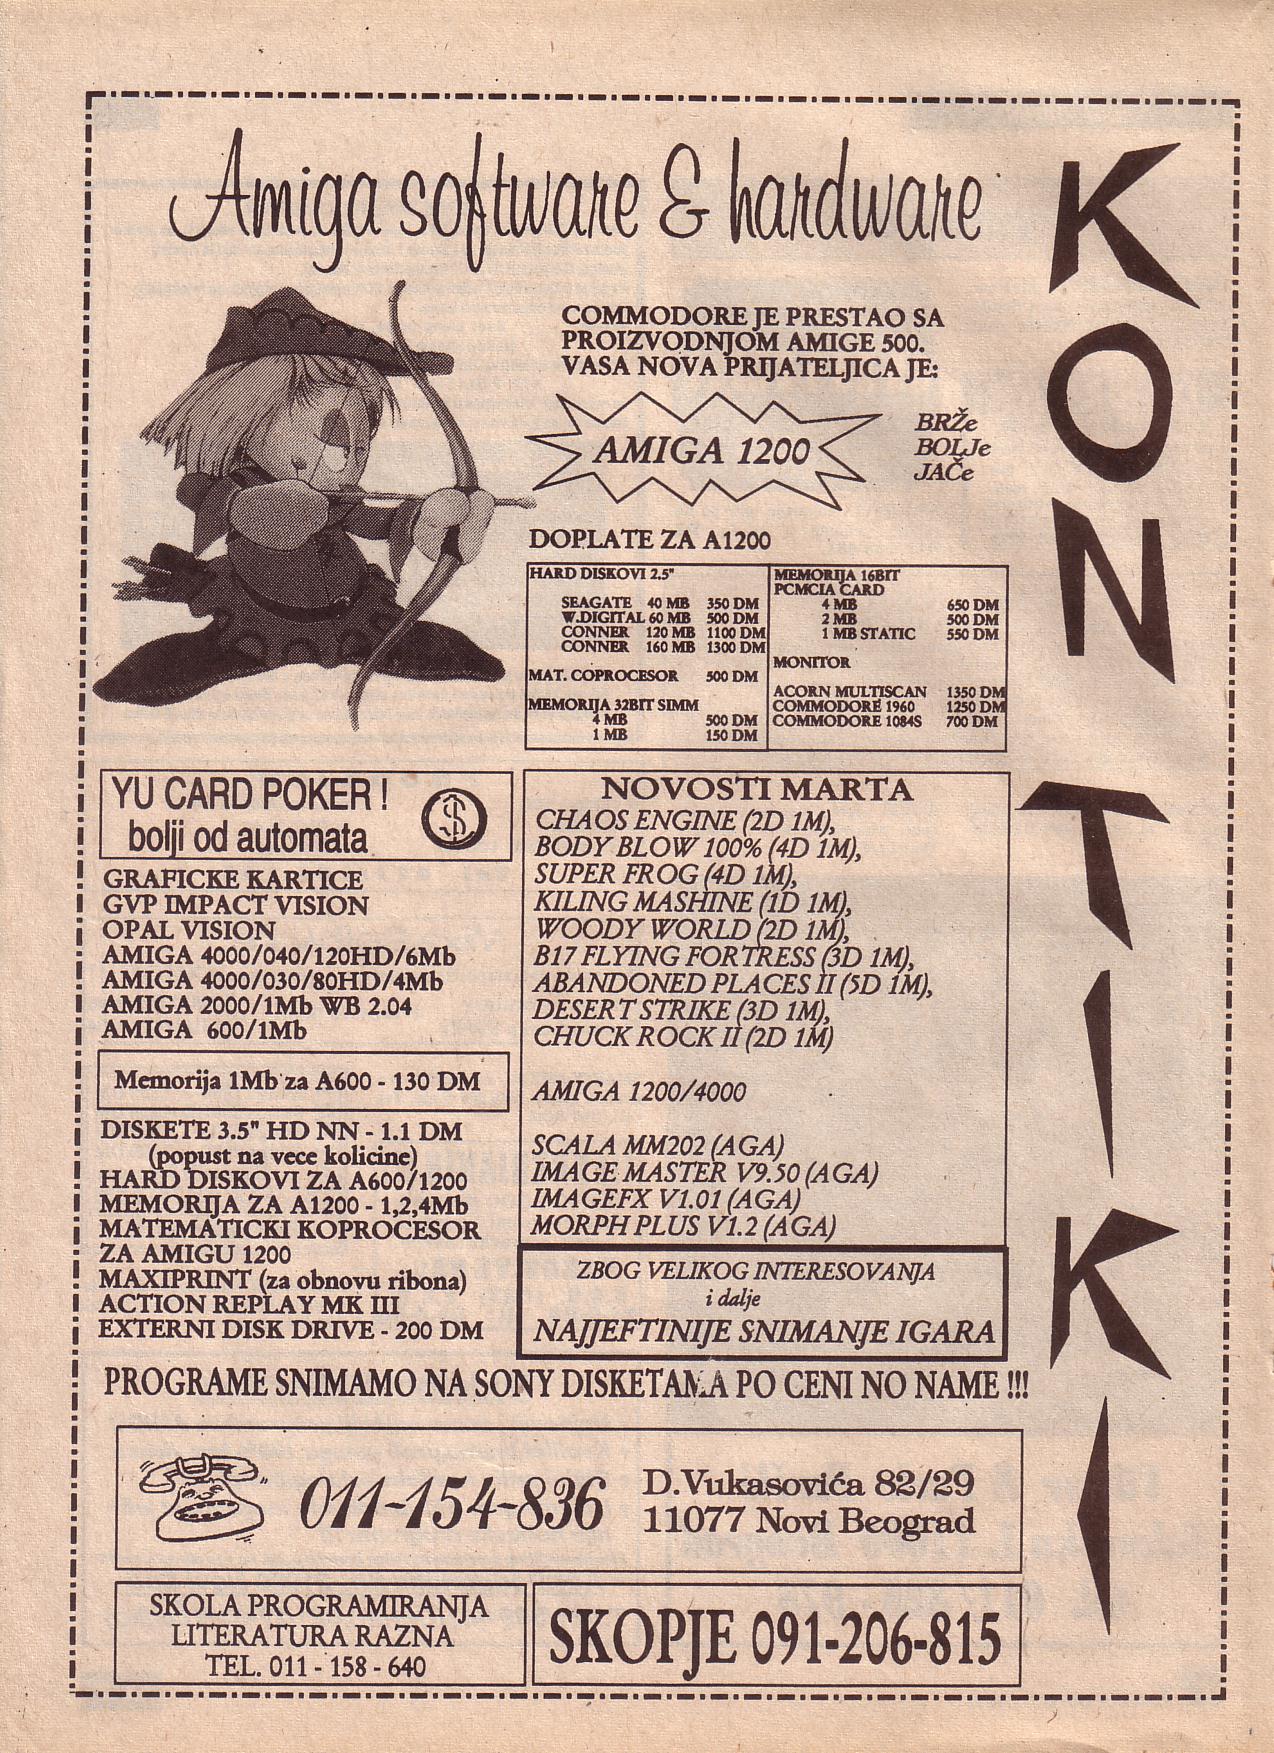 Amiga software & hardware
KON TIKI
COMMODORE JE PRESTAO SA
PROIZVODNJOM AMIGE 500.
VASA NOVA PRIJATELJICA JE:
AMIGA 1200
BRŽe
BOLJe
JAČe
DOPLATE ZA A1200
HARD DISKOVI 2.5"
SEAGATE 40 MB 350 DM
W.DIGITAL 60 MB 500 DM
CONNER 120 MB 1100 DM
CONNER 160 MB 1300 DM
MAT. COPROCESOR 500 DM
MEMORIJA 32BIT SIMM
4 MB 500 DM
1 MB 150 DM
MEMORIJA 16BIT
PCMCIA CARD
4 MB 650 DM
2 MB 500 DM
1 MB STATIC 550 DM
MONITOR
ACORN MULTISCAN 1350 DM
COMMODORE 1960 1250 DM
COMMODORE 1084S 700 DM
YU CARD POKER !
bolji od automata
$
GRAFICKE KARTICE
GVP IMPACT VISION
OPAL VISION
AMIGA 4000/040/120HD/6Mb
AMIGA 4000/030/80HD/4Mb
AMIGA 2000/1Mb WB 2.04
AMIGA 600/1Mb
Memorija 1Mb za A600 - 130 DM
DISKETE 3.5" HD NN - 1.1 DM
(popust na vece kolicine)
HARD DISKOVI ZA A600/1200
MEMORIJA ZA A1200 - 1,2,4Mb
MATEMATICKI KOPROCESOR
ZA AMIGU 1200
MAXIPRINT (za obnovu ribona)
ACTION REPLAY MK III
EXTERNI DISK DRIVE - 200 DM
NOVOSTI MARTA
CHAOS ENGINE (2D 1M),
BODY BLOW 100% (4D 1M),
SUPER FROG (4D 1M),
KILING MASHINE (1D 1M),
WOODY WORLD (2D 1M),
B17 FLYING FORTRESS (3D 1M),
ABANDONED PLACES II (5D 1M),
DESERT STRIKE (3D 1M),
CHUCK ROCK II (2D 1M)
AMIGA 1200/4000
SCALA MM202 (AGA)
IMAGE MASTER V9.50 (AGA)
IMAGEFX V1.01 (AGA)
MORPH PLUS V1.2 (AGA)
ZBOG VELIKOG INTERESOVANJA
i dalje
NAJJEFTINIJE SNIMANJE IGARA
PROGRAME SNIMAMO NA SONY DISKETAMA PO CENI NO NAME !!!
011-154-836
D.Vukasovića 82/29
11077 Novi Beograd
SKOLA PROGRAMIRANJA
LITERATURA RAZNA
TEL. 011 - 158 - 640
SKOPJE 091-206-815